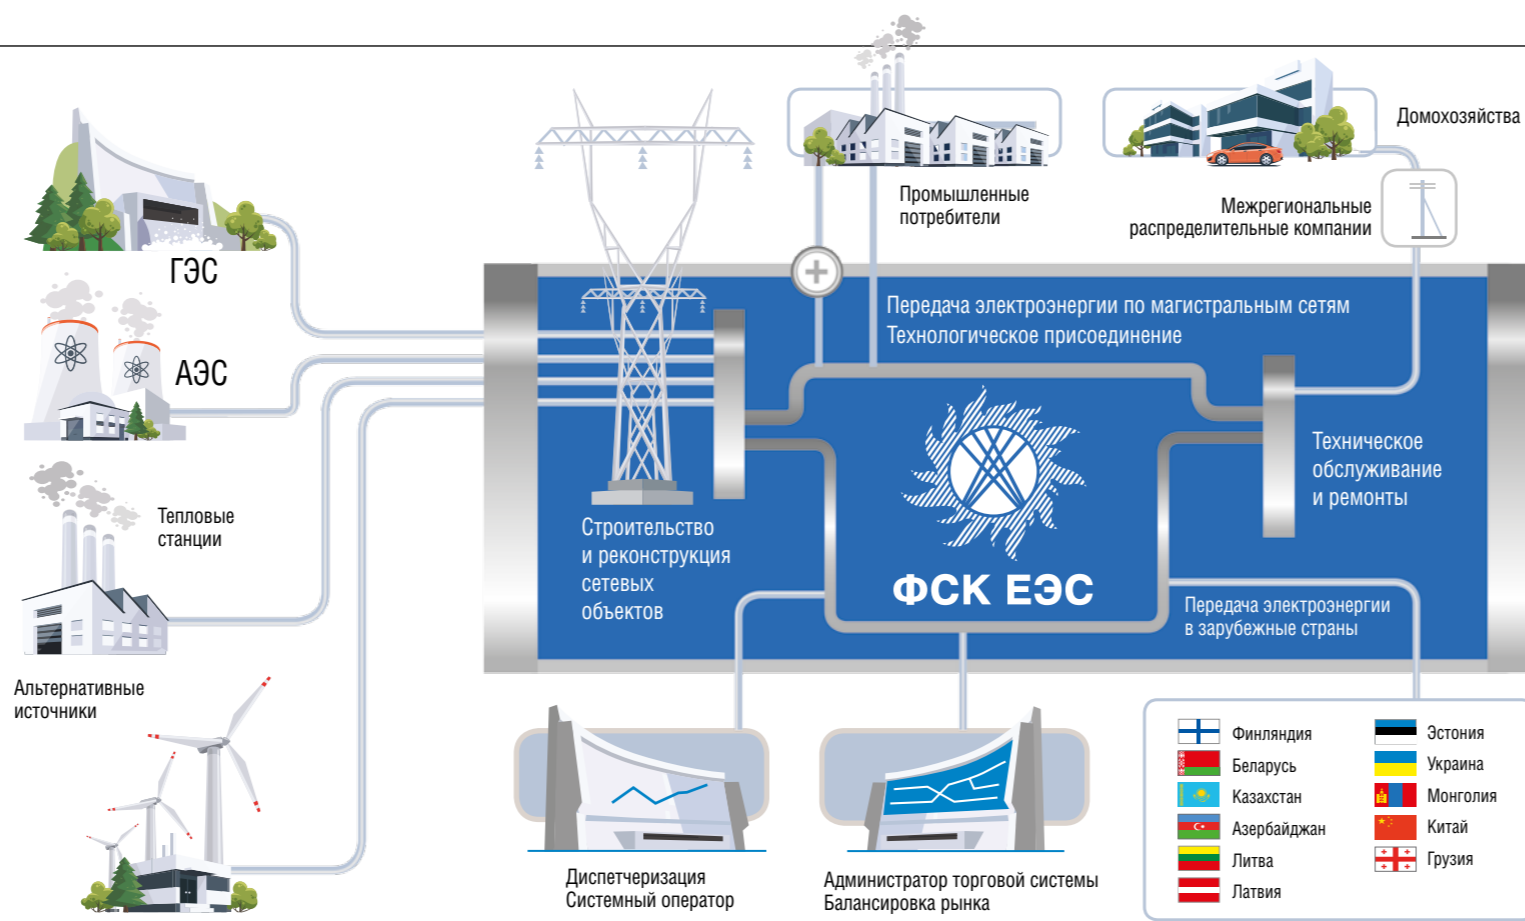 ГЭС
АЭС
Тепловые
станции
Альтернативные
источники
Промышленные
потребители
Домохозяйства
Межрегиональные
распределительные компании
Передача электроэнергии по магистральным сетям
Технологическое присоединение
Строительство
и реконструкция
сетевых
объектов
ФСК ЕЭС
Техническое
обслуживание
и ремонты
Передача электроэнергии
в зарубежные страны
Диспетчеризация
Системный оператор
Администратор торговой системы
Балансировка рынка
Финляндия
Беларусь
Казахстан
Азербайджан
Литва
Латвия
Эстония
Украина
Монголия
Китай
Грузия